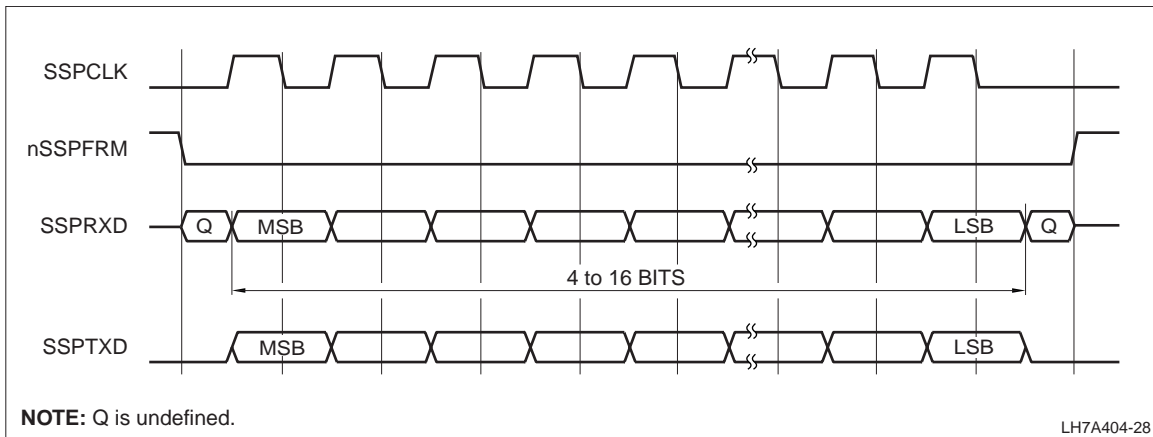 SSPCLK
nSSPFRM
SSPRXD
Q MSB LSB Q
4 to 16 BITS
SSPTXD
MSB LSB
NOTE: Q is undefined.
LH7A404-28